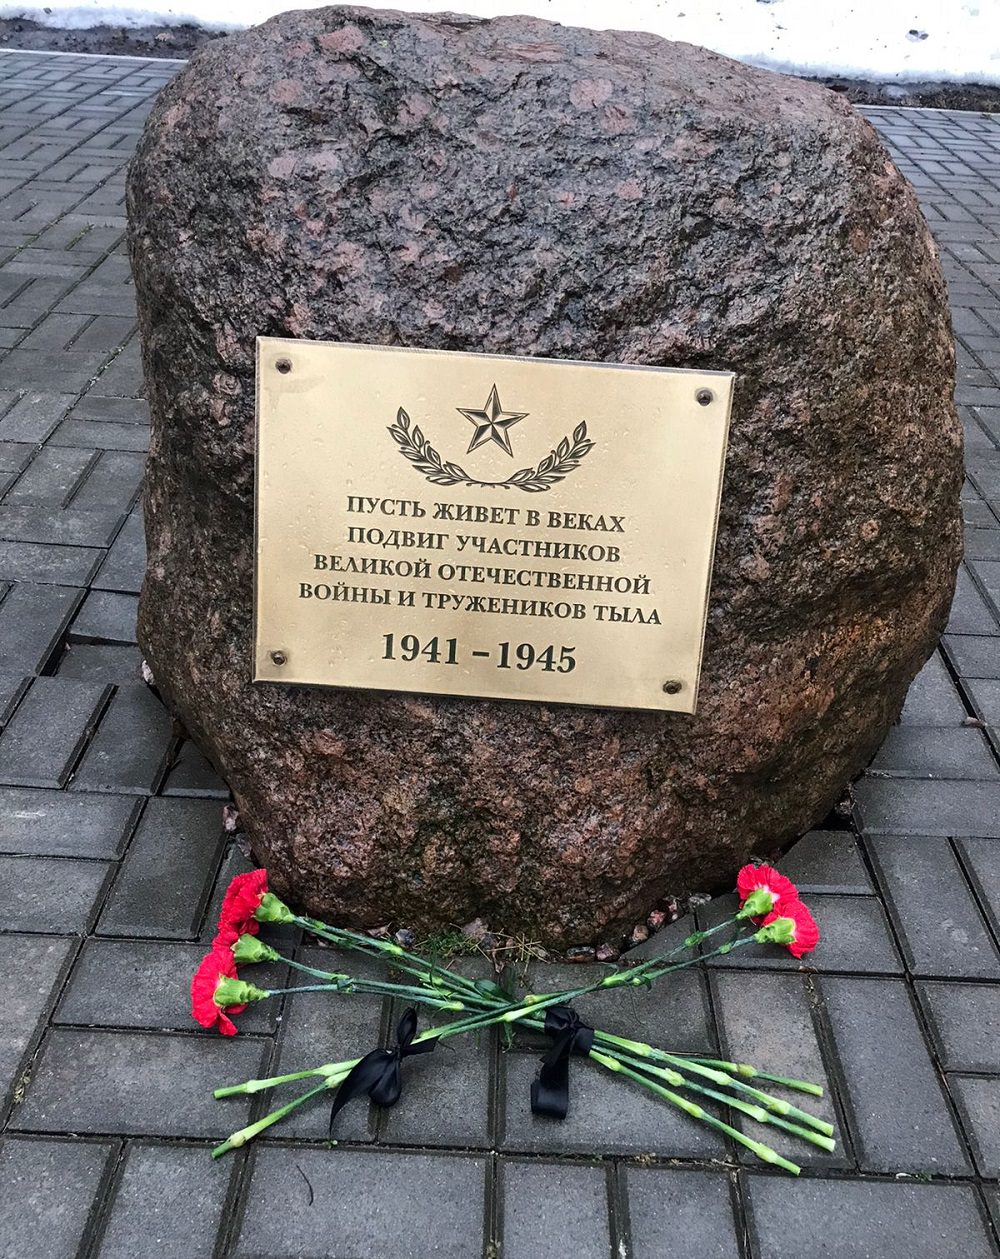 ПУСТЬ ЖИВЕТ В ВЕКАХ
ПОДВИГ УЧАСТНИКОВ
ВЕЛИКОЙ ОТЕЧЕСТВЕННОЙ
ВОЙНЫ И ТРУЖЕНИКОВ ТЫЛА
1941 – 1945